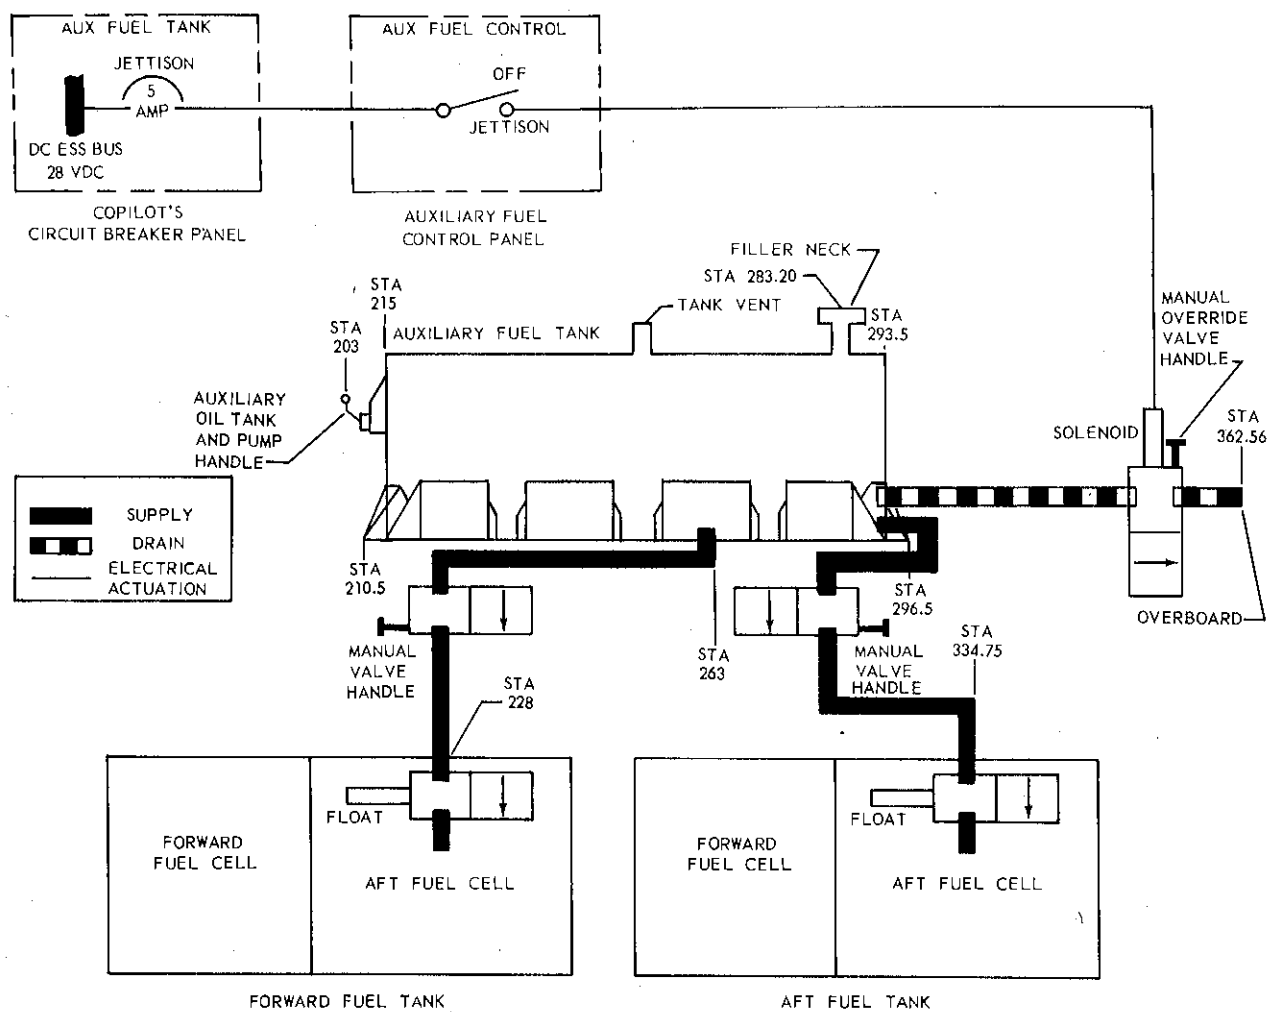 AUX FUEL TANK
JETTISON
5
AMP
DC ESS BUS
28 VDC
COPILOT'S
CIRCUIT BREAKER PANEL
AUX FUEL CONTROL
OFF
JETTISON
AUXILIARY FUEL
CONTROL PANEL
FILLER NECK
STA 283.20
TANK VENT
STA
215
STA
203
AUXILIARY FUEL TANK
STA
293.5
MANUAL
OVERRIDE
VALVE
HANDLE
AUXILIARY
OIL TANK
AND PUMP
HANDLE
SOLENOID
STA
362.56
SUPPLY
DRAIN
ELECTRICAL
ACTUATION
STA
210.5
STA
296.5
OVERBOARD
MANUAL
VALVE
HANDLE
STA
263
MANUAL
VALVE
HANDLE
STA
334.75
STA
228
FLOAT
FORWARD
FUEL CELL
AFT FUEL CELL
FORWARD FUEL TANK
FLOAT
FORWARD
FUEL CELL
AFT FUEL CELL
AFT FUEL TANK